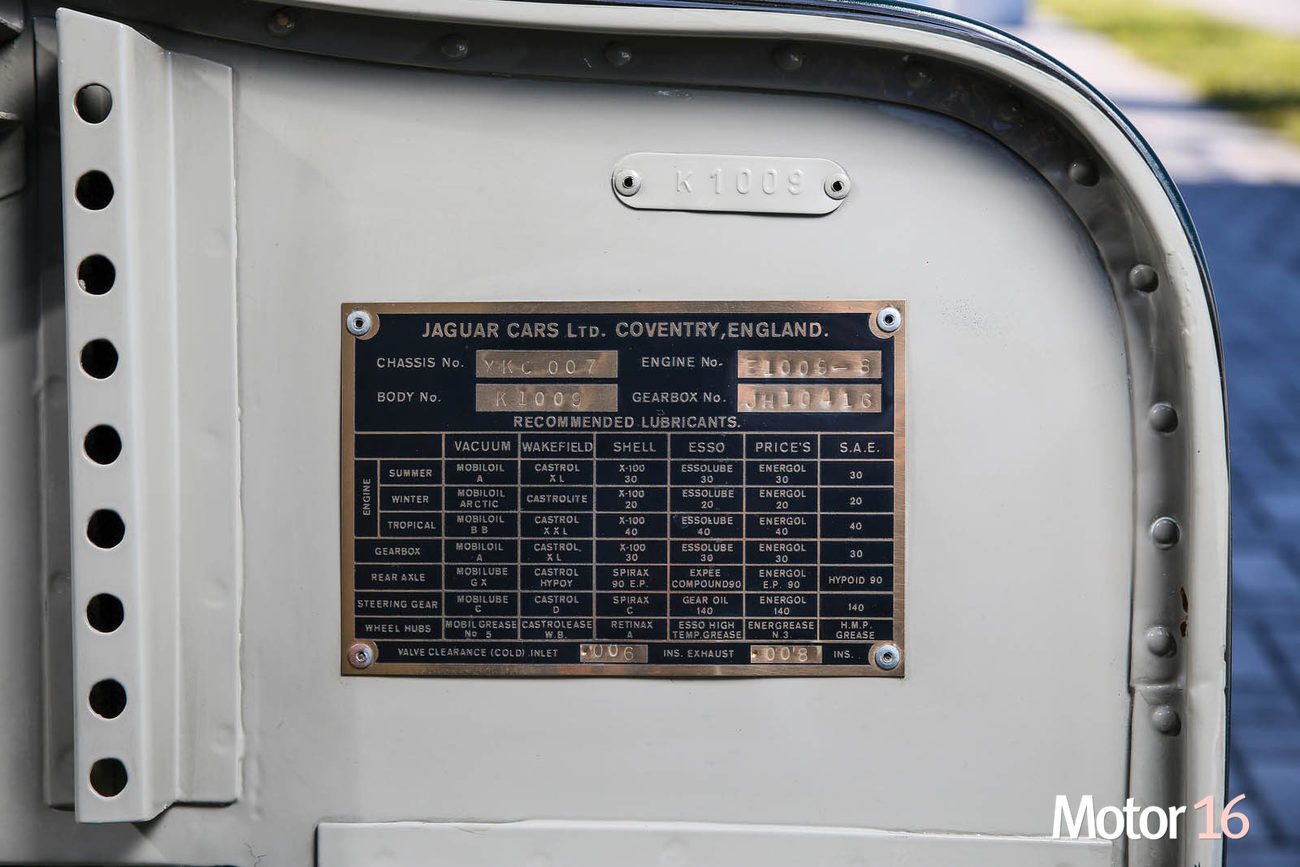 K 1009
JAGUAR CARS LTD. COVENTRY, ENGLAND.
CHASSIS No. XKC 007 ENGINE No. E1006-8
BODY No. K1009 GEARBOX No. JH10416
RECOMMENDED LUBRICANTS.
VACUUM WAKEFIELD SHELL ESSO PRICE'S S.A.E.
ENGINE
SUMMER MOBILOIL A CASTROL XL X-100 30 ESSOLUBE 30 ENERGOL 30 30
WINTER MOBILOIL ARCTIC CASTROLITE X-100 20 ESSOLUBE 20 ENERGOL 20 20
TROPICAL MOBILOIL BB CASTROL XXL X-100 40 ESSOLUBE 40 ENERGOL 40 40
GEARBOX MOBILOIL A CASTROL XL X-100 30 ESSOLUBE 30 ENERGOL 30 30
REAR AXLE MOBILUBE GX CASTROL HYPOY SPIRAX 90 E.P. EXPEE COMPOUND 90 ENERGOL E.P. 90 HYPOID 90
STEERING GEAR MOBILUBE C CASTROL D SPIRAX C GEAR OIL 140 ENERGOL 140 140
WHEEL HUBS MOBILGREASE No 5 CASTROLEASE W.B. RETINAX A ESSO HIGH TEMP. GREASE ENERGREASE N.3. H.M.P. GREASE
VALVE CLEARANCE (COLD) INLET .006 INS. EXHAUST .008 INS.
Motor 16